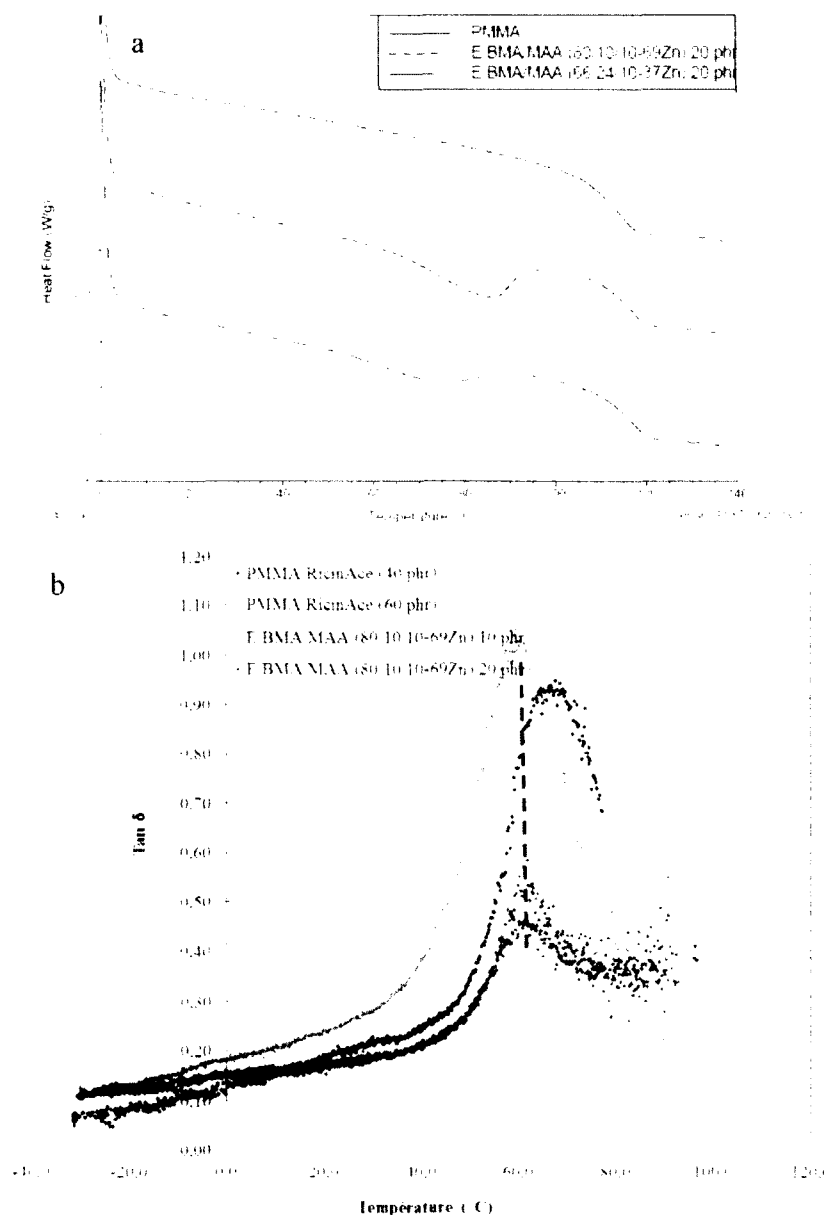 a
PMMA
E BMA/MAA (80 10/10-69Zn) 20 phr
E BMA/MAA (66 24 10-37Zn) 20 phr
Heat Flow (W/g)
Temperature
b
1,20
1,10
1,00
0,90
0,80
0,70
0,60
0,50
0,40
0,30
0,20
0,10
0,00
PMMA RicinAce (40 phr)
PMMA RicinAce (60 phr)
E BMA MAA (80 10 10-69Zn) 10 phr
E BMA MAA (80 10 10-69Zn) 20 phr
Tan δ
-40,0 -20,0 0,0 20,0 40,0 60,0 80,0 100,0 120,0
Température ( C)